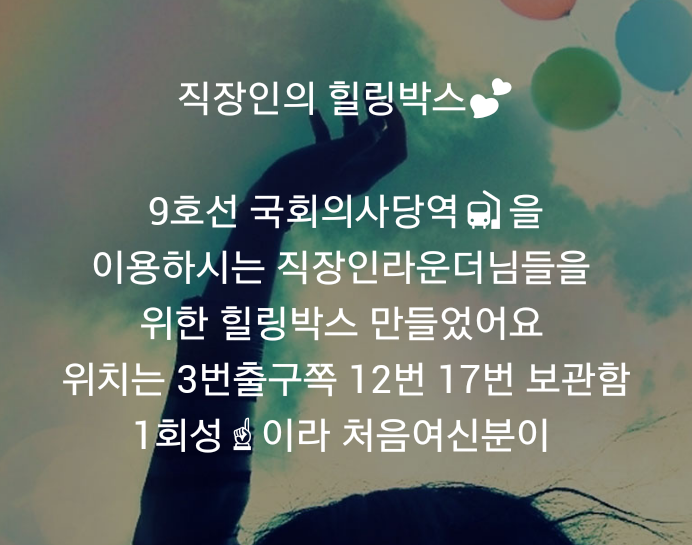 직장인의 힐링박스💕
9호선 국회의사당역🚍을
이용하시는 직장인라운더님들을
위한 힐링박스 만들었어요
위치는 3번출구쪽 12번 17번 보관함
1회성☝이라 처음여신분이